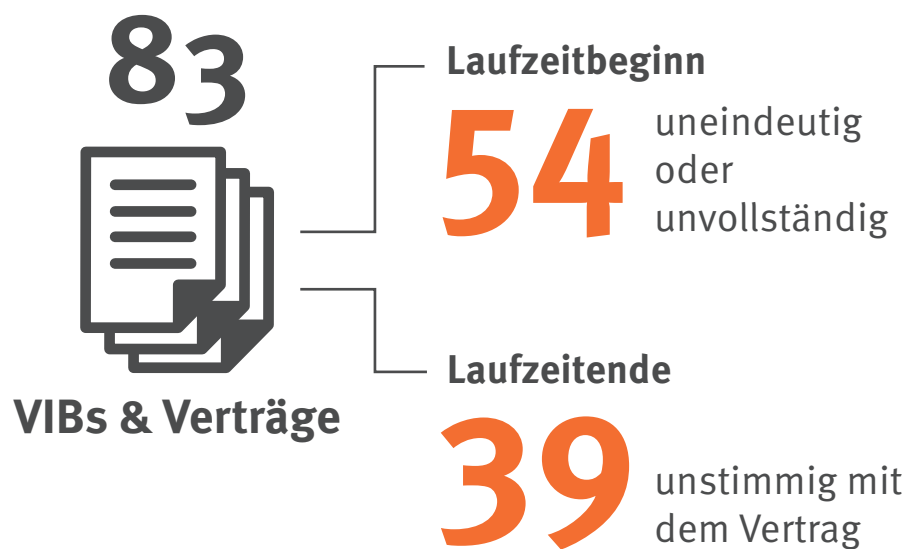 83
VIBs & Verträge
Laufzeitbeginn
54
uneindeutig
oder
unvollständig
Laufzeitende
39
unstimmig mit
dem Vertrag